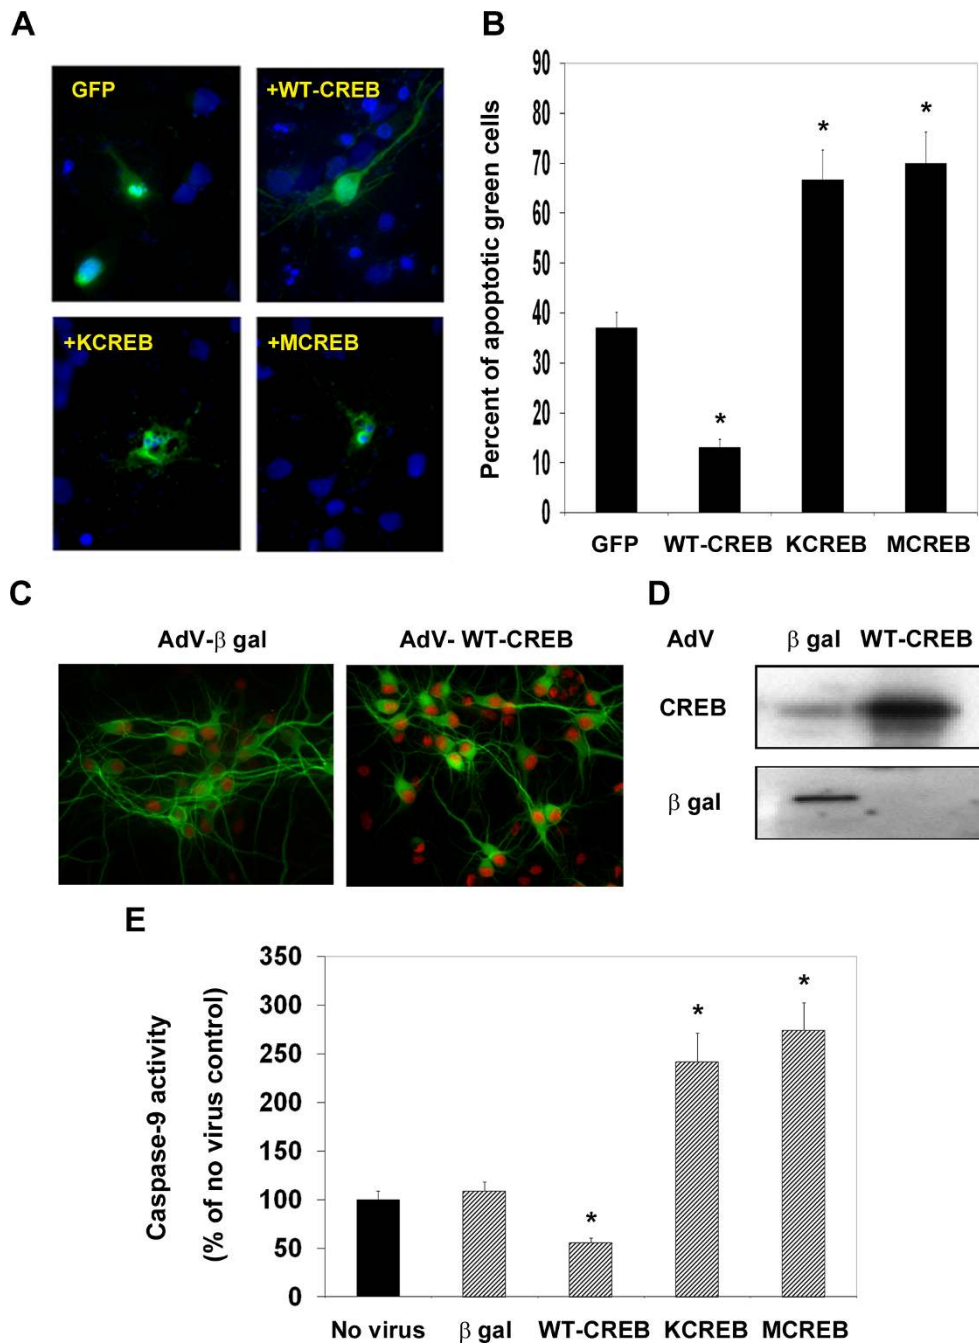 A
GFP
+WT-CREB
+KCREB
+MCREB
B
Percent of apoptotic green cells
90
80
70
60
50
40
30
20
10
0
*
*
*
GFP WT-CREB KCREB MCREB
C
AdV-β gal
AdV- WT-CREB
D
AdV β gal WT-CREB
CREB
β gal
E
Caspase-9 activity
(% of no virus control)
350
300
250
200
150
100
50
0
*
*
*
No virus β gal WT-CREB KCREB MCREB